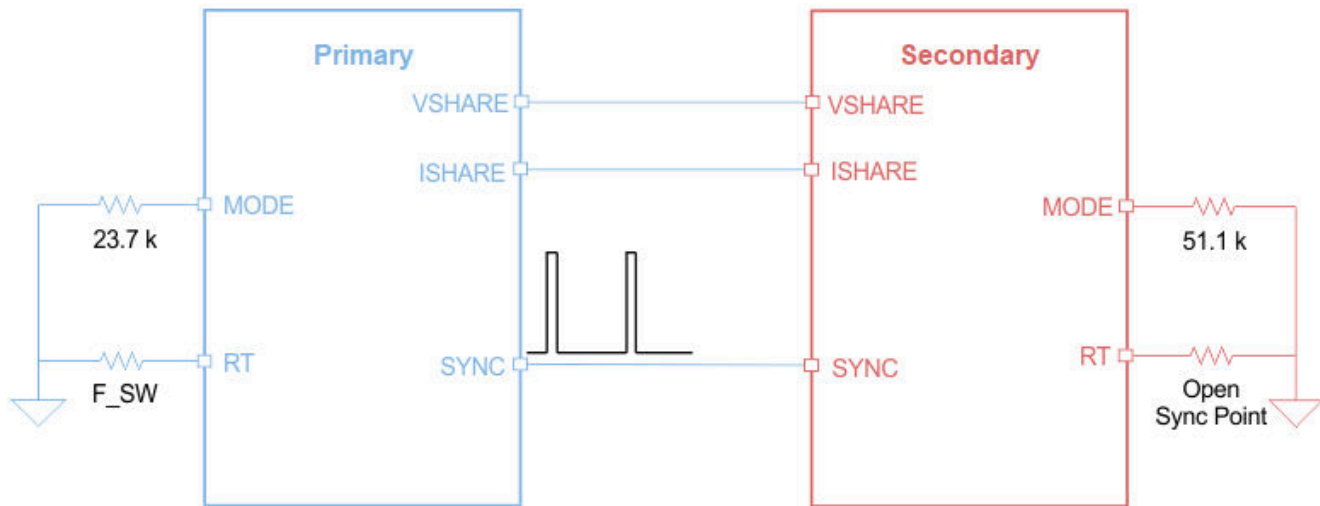 Primary
VSHARE
ISHARE
MODE
23.7 k
RT
F_SW
SYNC
Secondary
VSHARE
ISHARE
MODE
51.1 k
SYNC
RT
Open
Sync Point